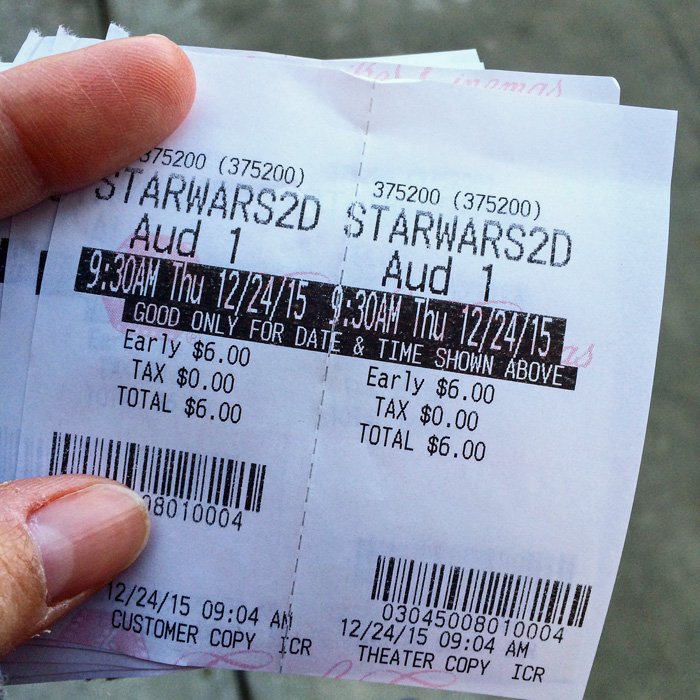 375200 (375200)
STARWARS2D
Aud 1
9:30AM Thu 12/24/15
GOOD ONLY FOR DATE & TIME SHOWN ABOVE
Early $6.00
TAX $0.00
TOTAL $6.00
08010004
12/24/15 09:04 AM
CUSTOMER COPY ICR
375200 (375200)
STARWARS2D
Aud 1
9:30AM Thu 12/24/15
Early $6.00
TAX $0.00
TOTAL $6.00
03045008010004
12/24/15 09:04 AM
THEATER COPY ICR